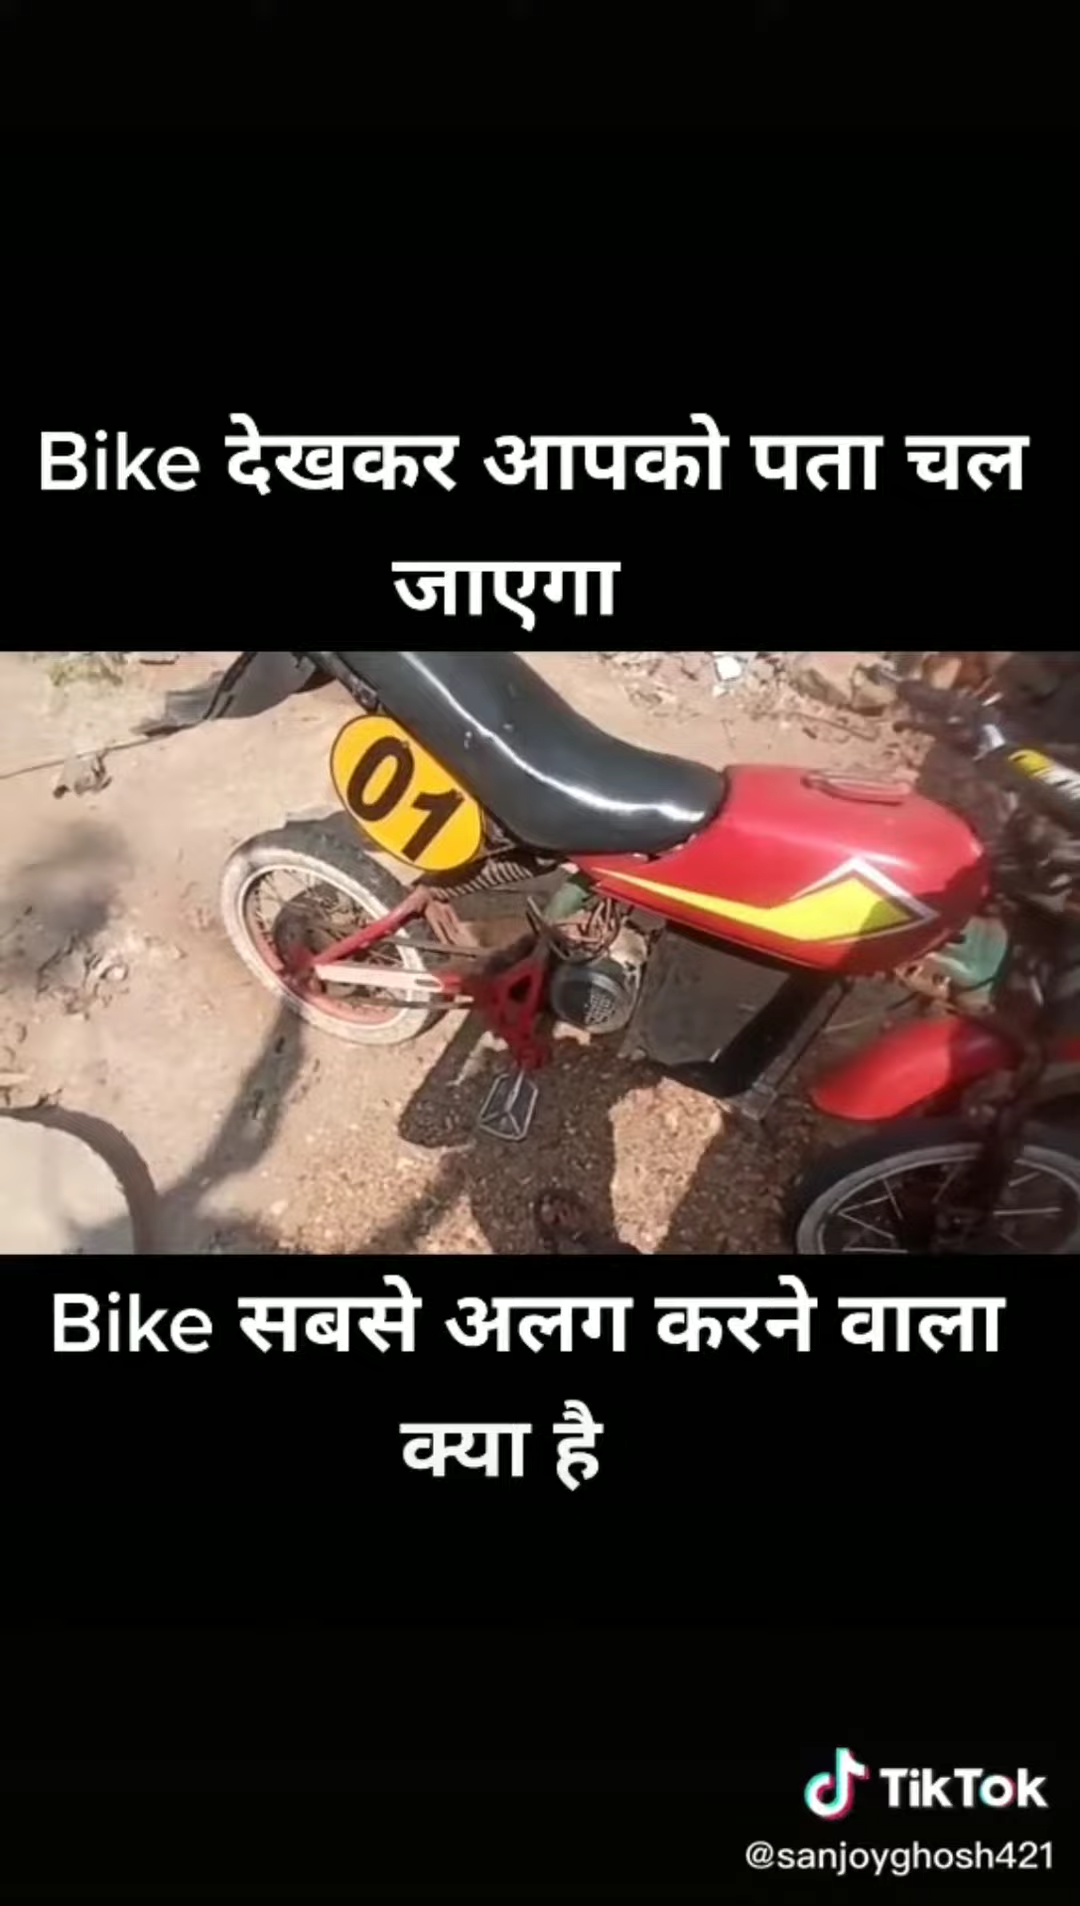 Bike देखकर आपको पता चल
जाएगा
01
Bike सबसे अलग करने वाला
क्या है
TikTok
@sanjoyghosh421